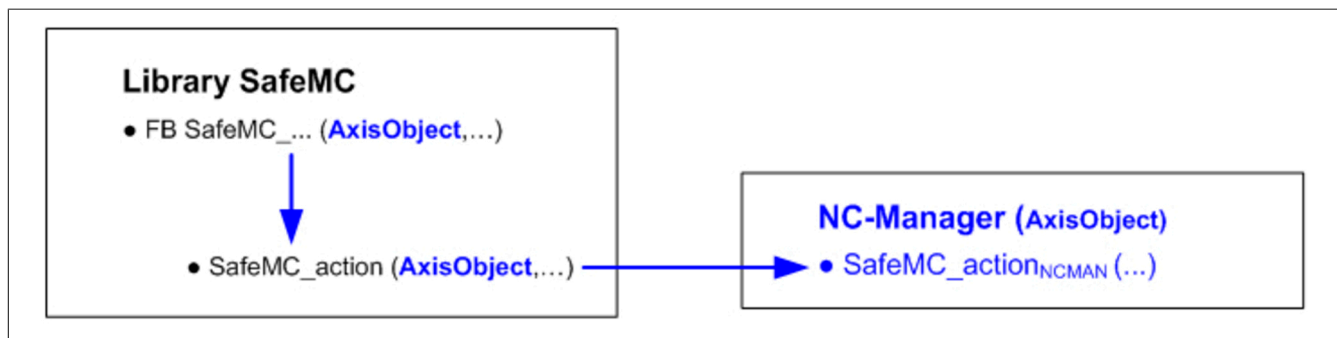 Library SafeMC
● FB SafeMC_... (AxisObject,...)
● SafeMC_action (AxisObject,...)
NC-Manager (AxisObject)
● SafeMC_actionNCMAN (...)